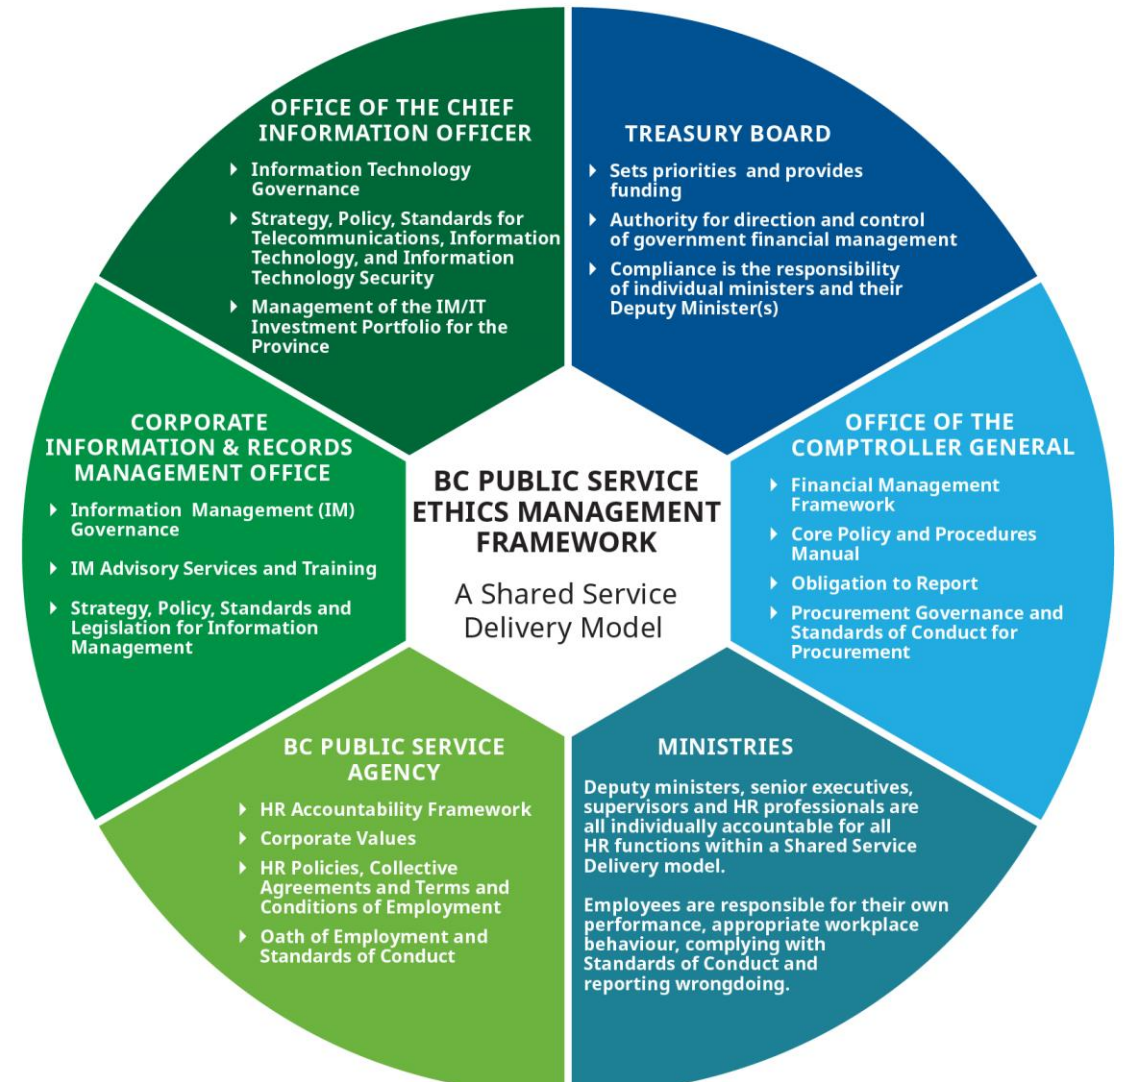 OFFICE OF THE CHIEF
INFORMATION OFFICER
Information Technology
Governance
Strategy, Policy, Standards for
Telecommunications, Information
Technology, and Information
Technology Security
Management of the IM/IT
Investment Portfolio for the
Province
TREASURY BOARD
Sets priorities and provides
funding
Authority for direction and control
of government financial management
Compliance is the responsibility
of individual ministers and their
Deputy Minister(s)
CORPORATE
INFORMATION & RECORDS
MANAGEMENT OFFICE
Information Management (IM)
Governance
IM Advisory Services and Training
Strategy, Policy, Standards and
Legislation for Information
Management
BC PUBLIC SERVICE
ETHICS MANAGEMENT
FRAMEWORK
A Shared Service
Delivery Model
OFFICE OF THE
COMPTROLLER GENERAL
Financial Management
Framework
Core Policy and Procedures
Manual
Obligation to Report
Procurement Governance and
Standards of Conduct for
Procurement
BC PUBLIC SERVICE
AGENCY
HR Accountability Framework
Corporate Values
HR Policies, Collective
Agreements and Terms and
Conditions of Employment
Oath of Employment and
Standards of Conduct
MINISTRIES
Deputy ministers, senior executives,
supervisors and HR professionals are
all individually accountable for all
HR functions within a Shared Service
Delivery model.
Employees are responsible for their own
performance, appropriate workplace
behaviour, complying with
Standards of Conduct and
reporting wrongdoing.